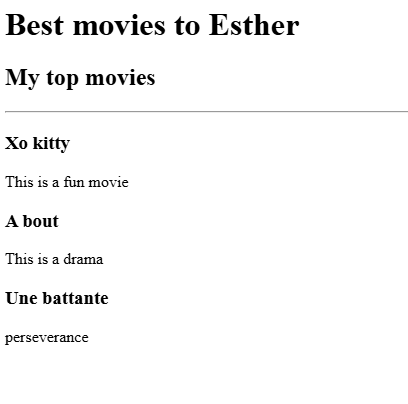 Best movies to Esther
My top movies
Xo kitty
This is a fun movie
A bout
This is a drama
Une battante
perseverance